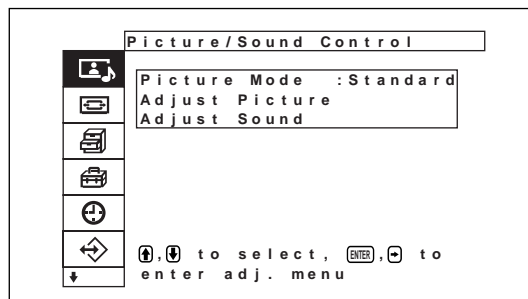 Picture/Sound Control
Picture Mode :Standard
Adjust Picture
Adjust Sound
, to select, ENTER, to
enter adj. menu